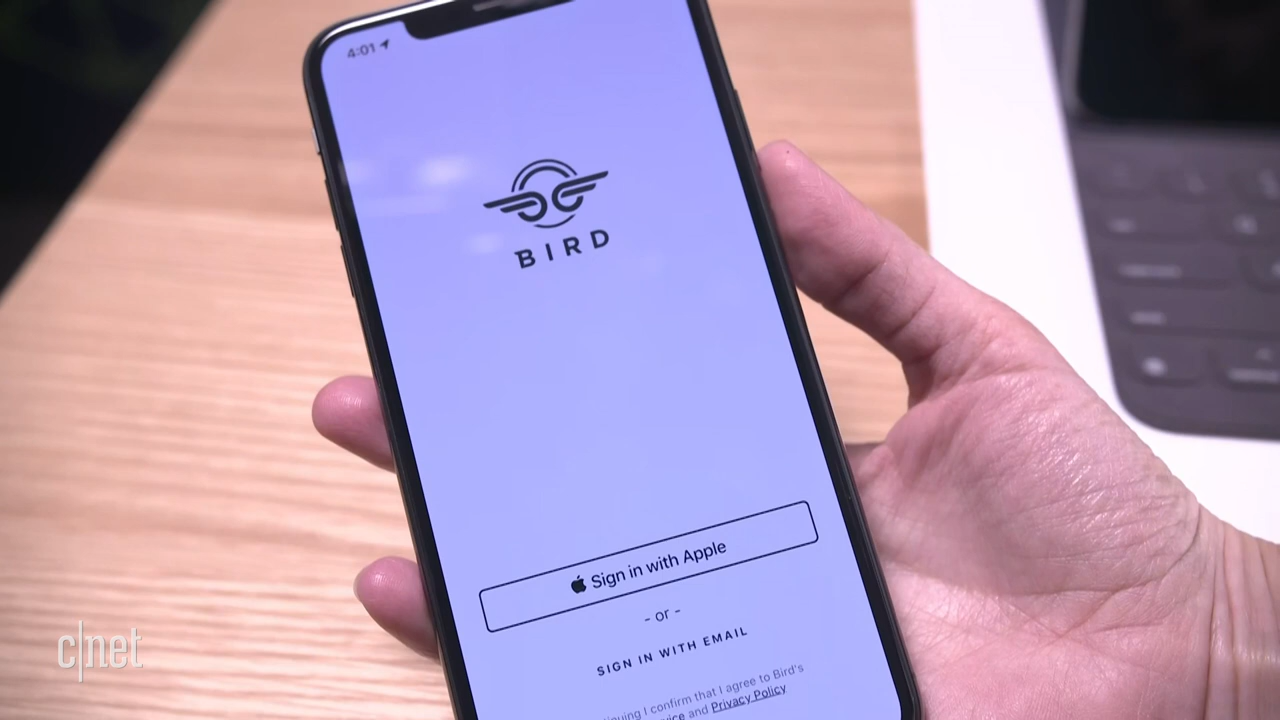 4:01
BIRD
Sign in with Apple
- or -
SIGN IN WITH EMAIL
I confirm that I agree to Bird's
and Privacy Policy
c|net